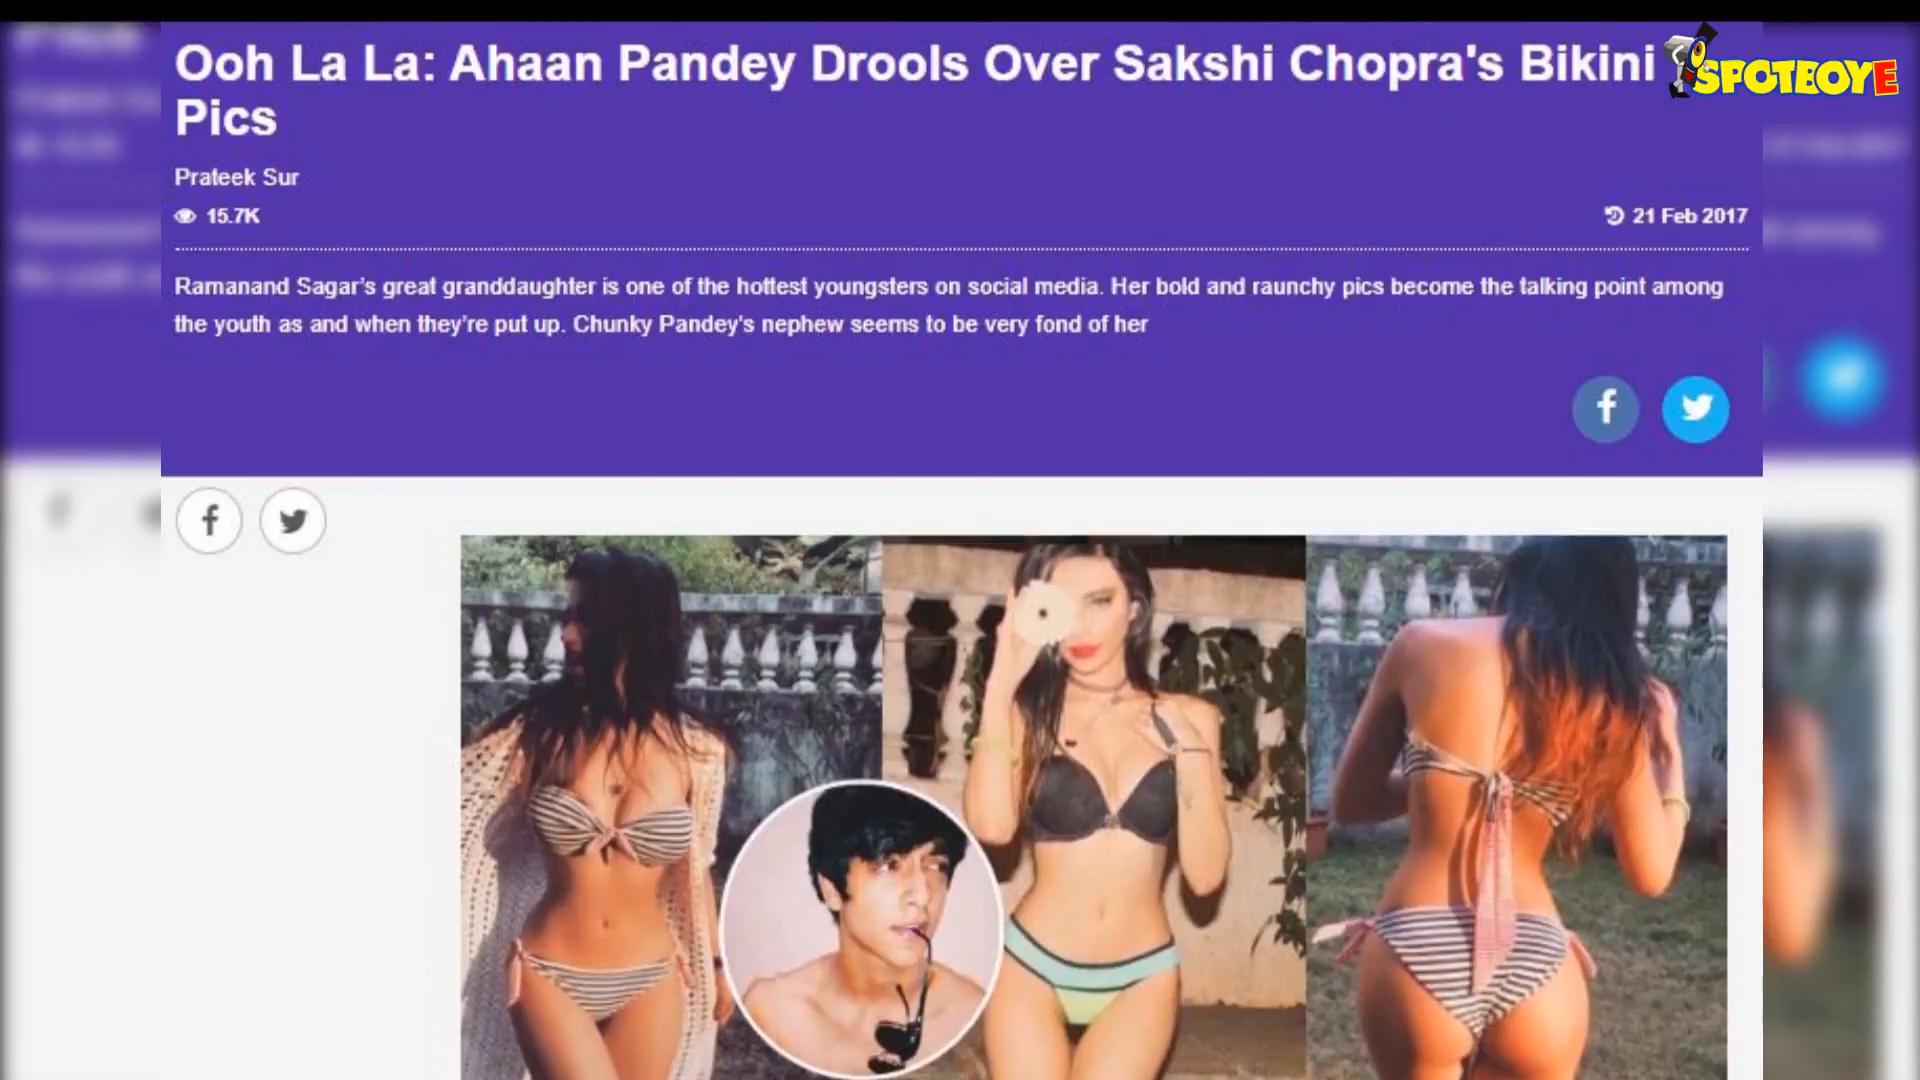 Ooh La La: Ahaan Pandey Drools Over Sakshi Chopra's Bikini
Pics
SPOTBOYE
Prateek Sur
15.7K
21 Feb 2017
Ramanand Sagar's great granddaughter is one of the hottest youngsters on social media. Her bold and raunchy pics become the talking point among
the youth as and when they're put up. Chunky Pandey's nephew seems to be very fond of her